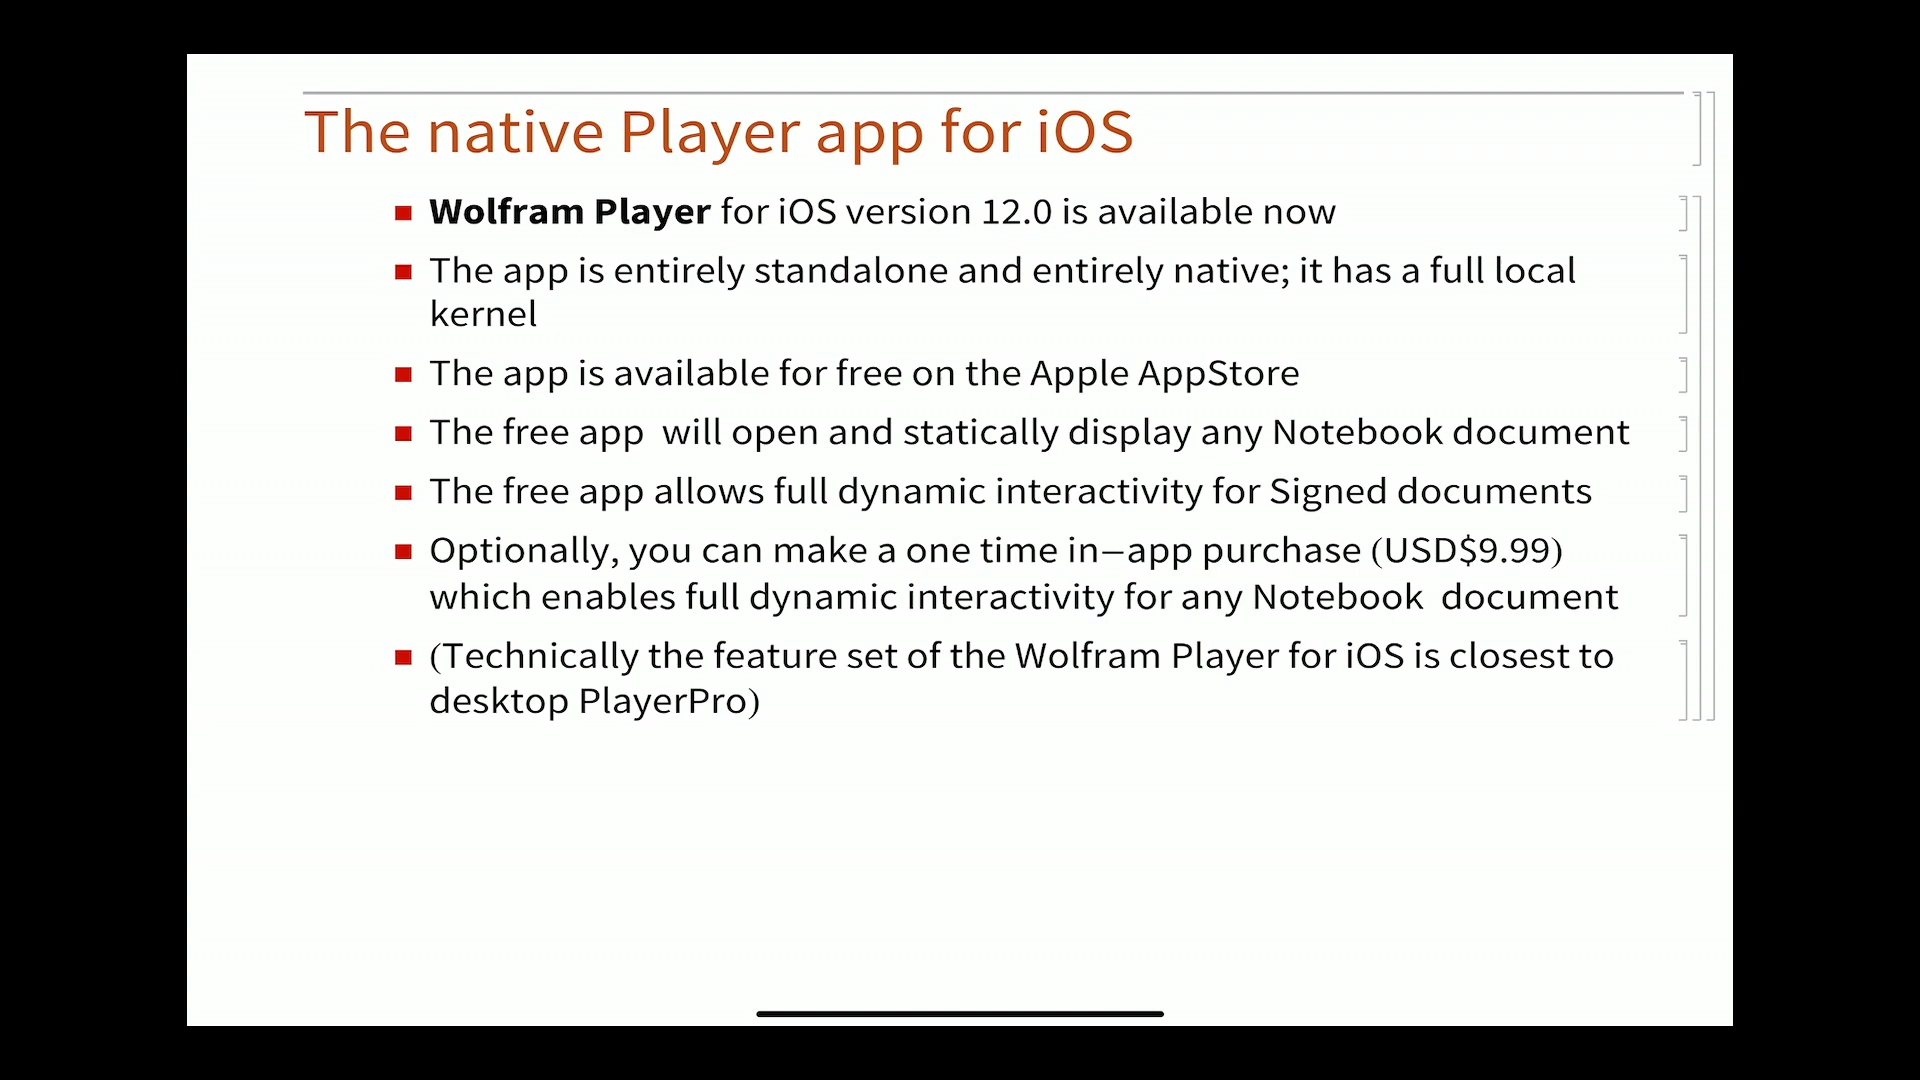 The native Player app for iOS
Wolfram Player for iOS version 12.0 is available now
The app is entirely standalone and entirely native; it has a full local
kernel
The app is available for free on the Apple AppStore
The free app  will open and statically display any Notebook document
The free app allows full dynamic interactivity for Signed documents
Optionally, you can make a one time in–app purchase (USD$9.99)
which enables full dynamic interactivity for any Notebook  document
(Technically the feature set of the Wolfram Player for iOS is closest to
desktop PlayerPro)